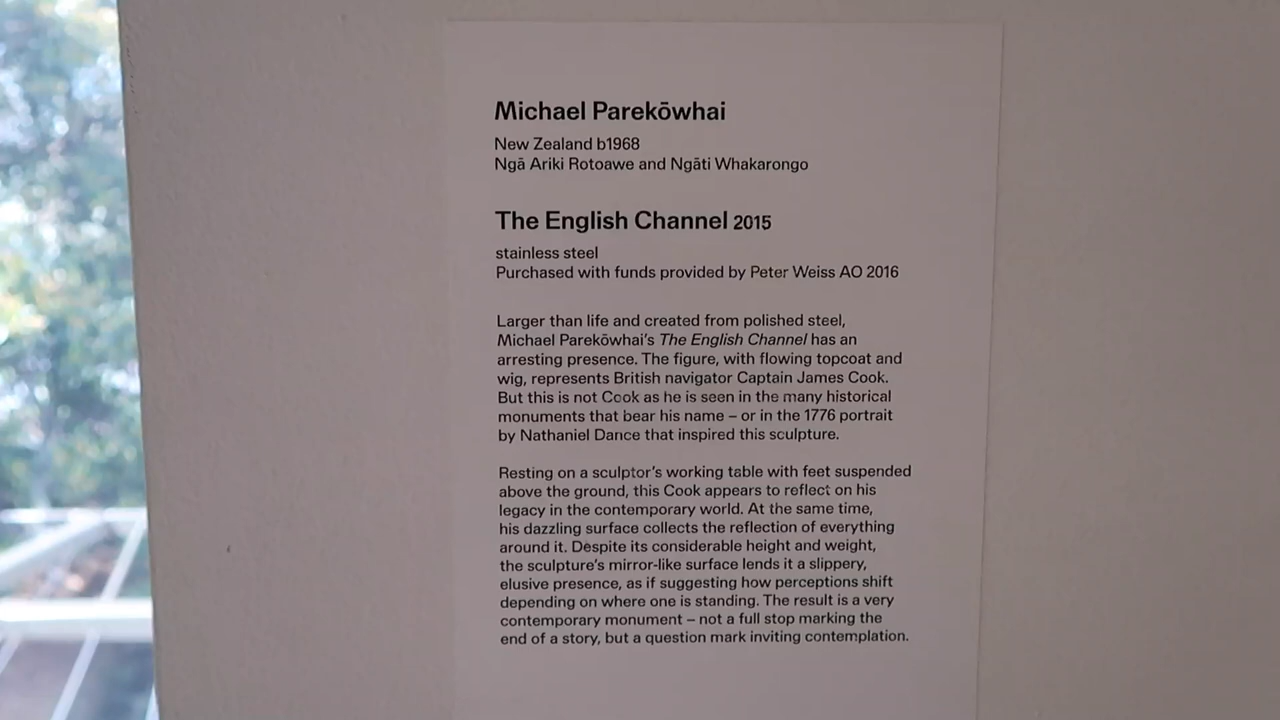 Michael Parekōwhai
New Zealand b1968
Ngā Ariki Rotoawe and Ngāti Whakarongo
The English Channel 2015
stainless steel
Purchased with funds provided by Peter Weiss AO 2016
Larger than life and created from polished steel,
Michael Parekōwhai's The English Channel has an
arresting presence. The figure, with flowing topcoat and
wig, represents British navigator Captain James Cook.
But this is not Cook as he is seen in the many historical
monuments that bear his name – or in the 1776 portrait
by Nathaniel Dance that inspired this sculpture.
Resting on a sculptor's working table with feet suspended
above the ground, this Cook appears to reflect on his
legacy in the contemporary world. At the same time,
his dazzling surface collects the reflection of everything
around it. Despite its considerable height and weight,
the sculpture's mirror-like surface lends it a slippery,
elusive presence, as if suggesting how perceptions shift
depending on where one is standing. The result is a very
contemporary monument – not a full stop marking the
end of a story, but a question mark inviting contemplation.